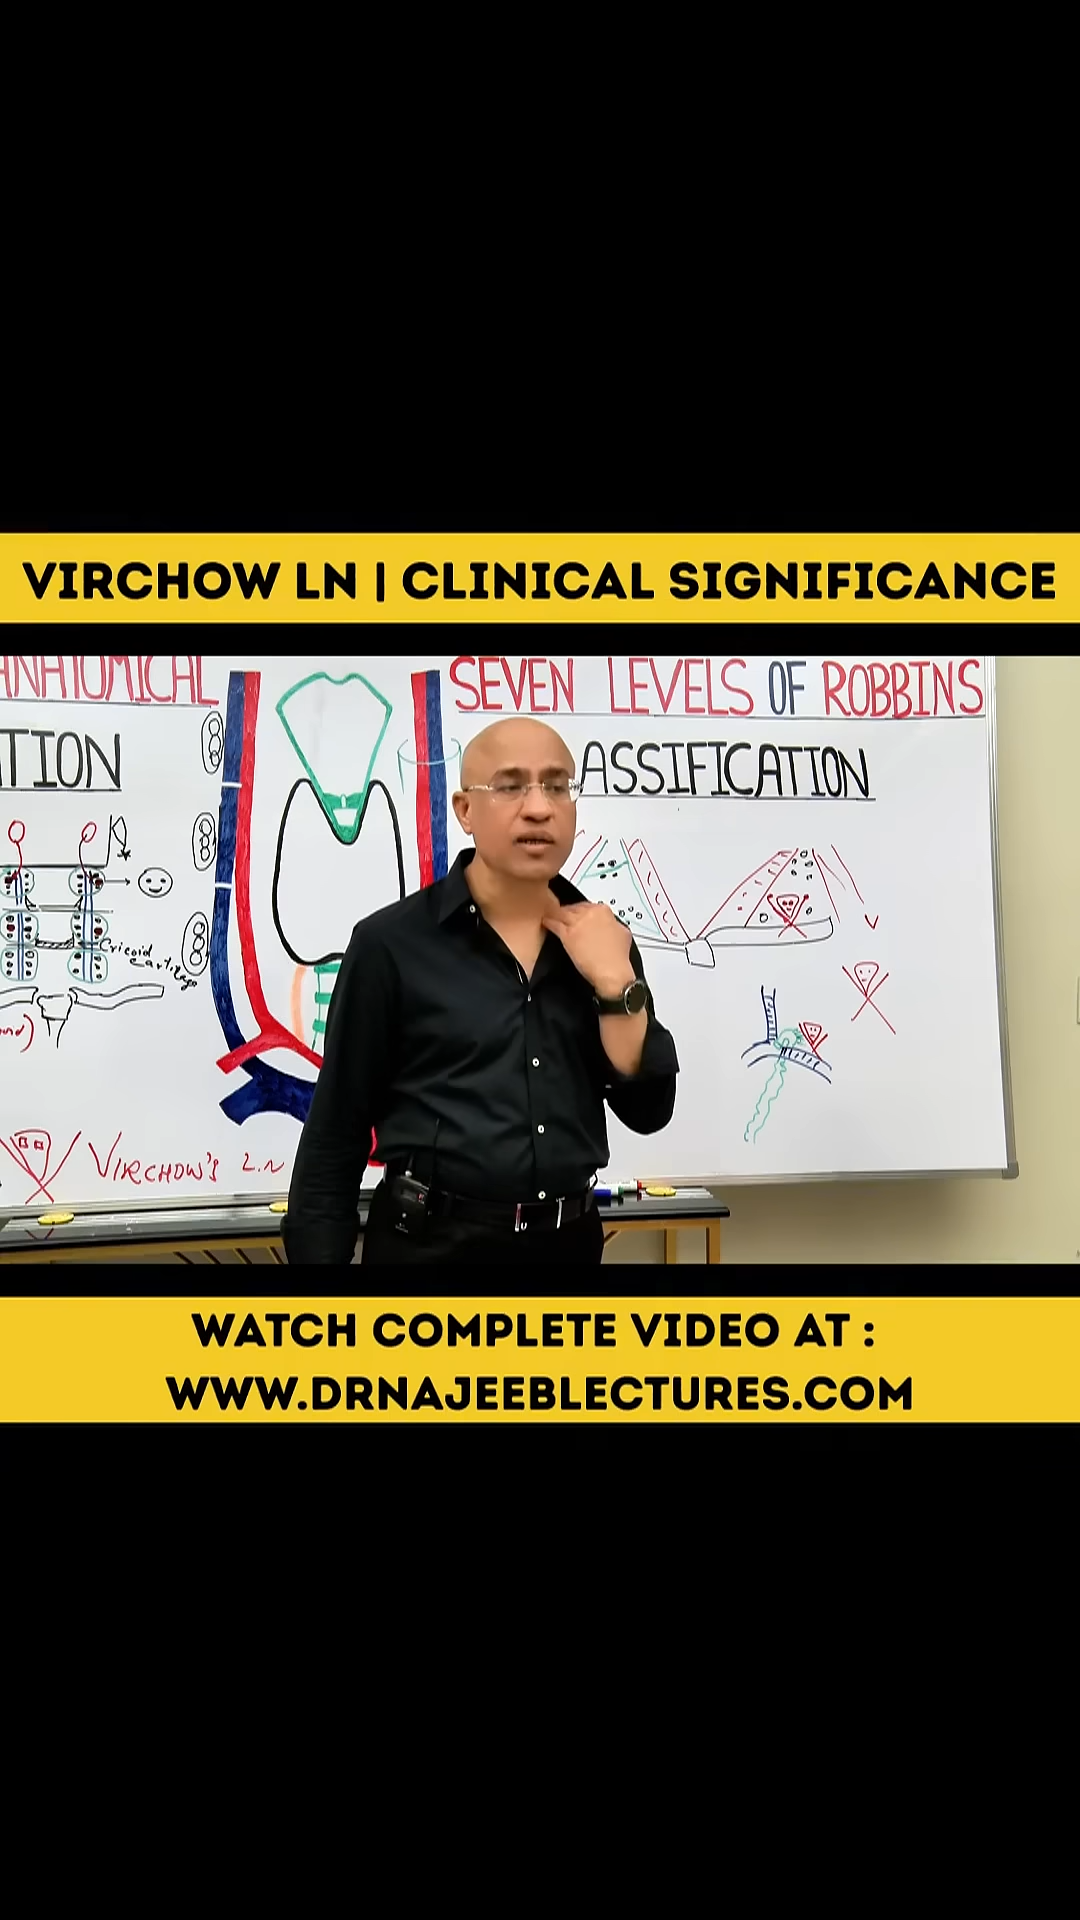 VIRCHOW LN | CLINICAL SIGNIFICANCE
ANATOMICAL
SEVEN LEVELS OF ROBBINS
TION
ASSIFICATION
Cricoid
cartilage
VIRCHOW'S L.N
WATCH COMPLETE VIDEO AT :
WWW.DRNAJEEBLECTURES.COM